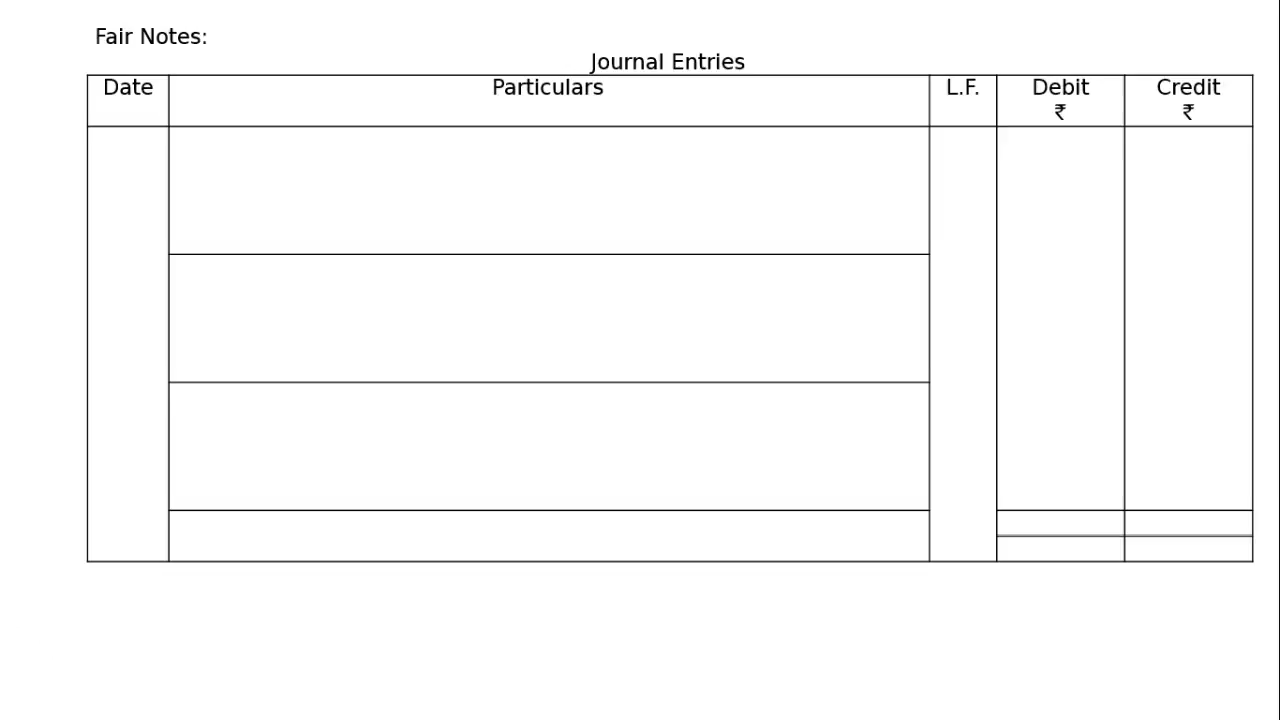 Fair Notes:
Journal Entries
Date Particulars L.F. Debit Credit
₹ ₹